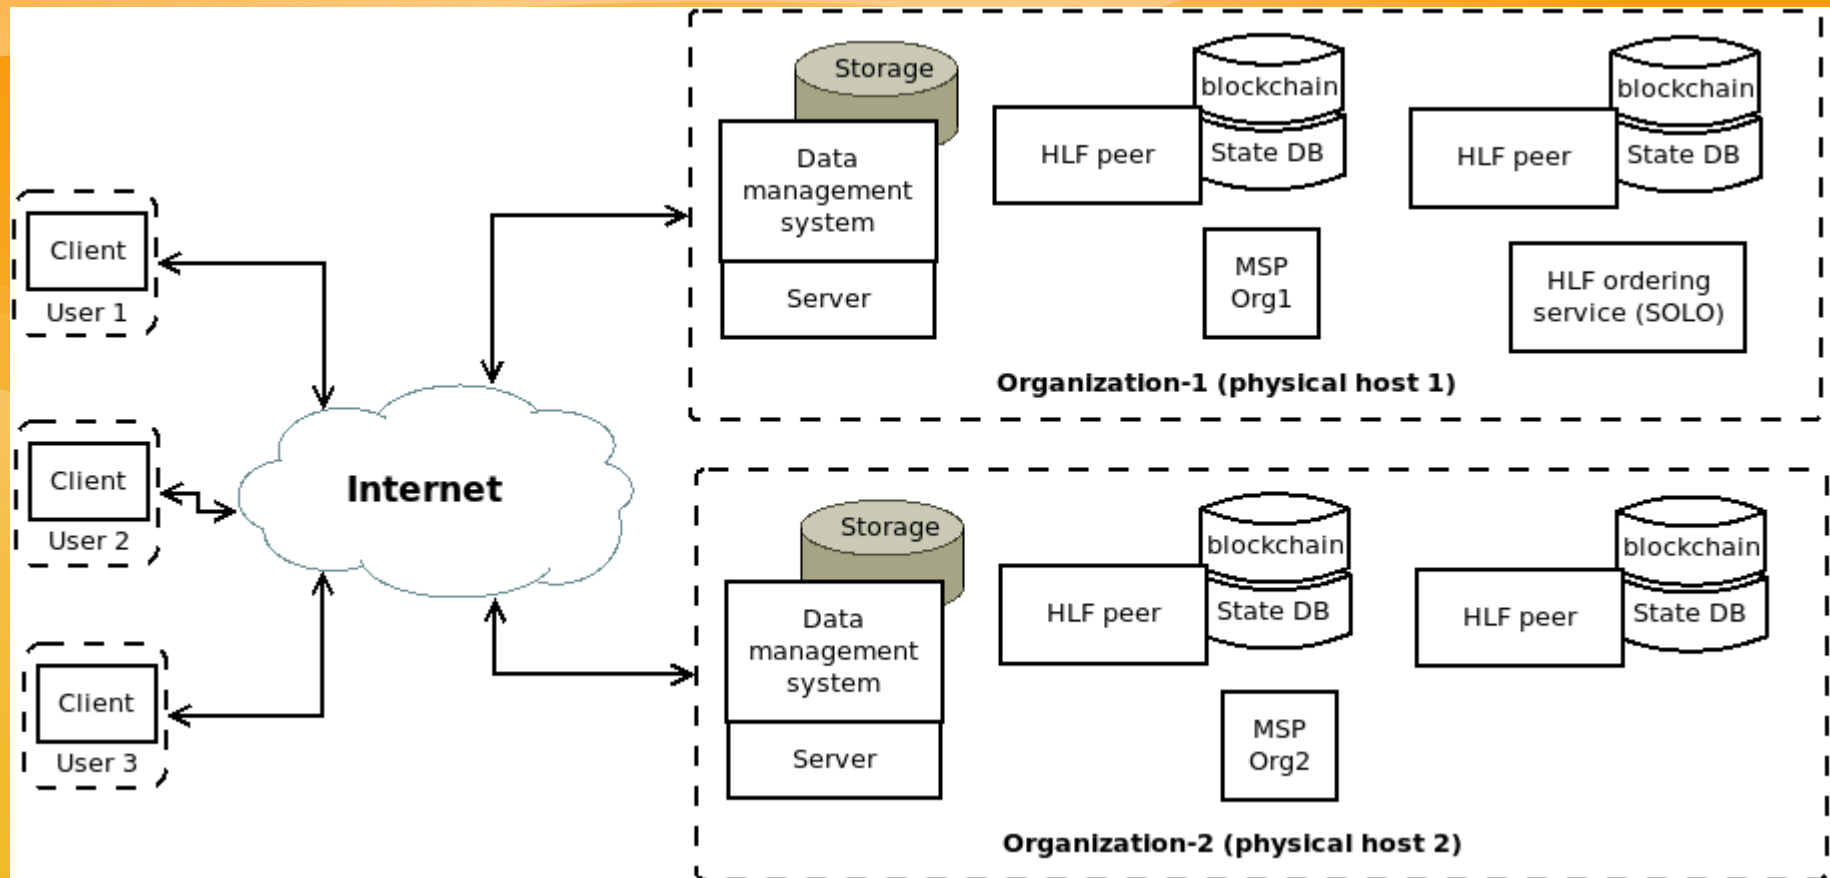 Storage
Data
management
system
Server
HLF peer
blockchain
State DB
HLF peer
blockchain
State DB
MSP
Org1
HLF ordering
service (SOLO)
Organization-1 (physical host 1)
Client
User 1
Client
User 2
Client
User 3
Internet
Storage
Data
management
system
Server
HLF peer
blockchain
State DB
HLF peer
blockchain
State DB
MSP
Org2
Organization-2 (physical host 2)